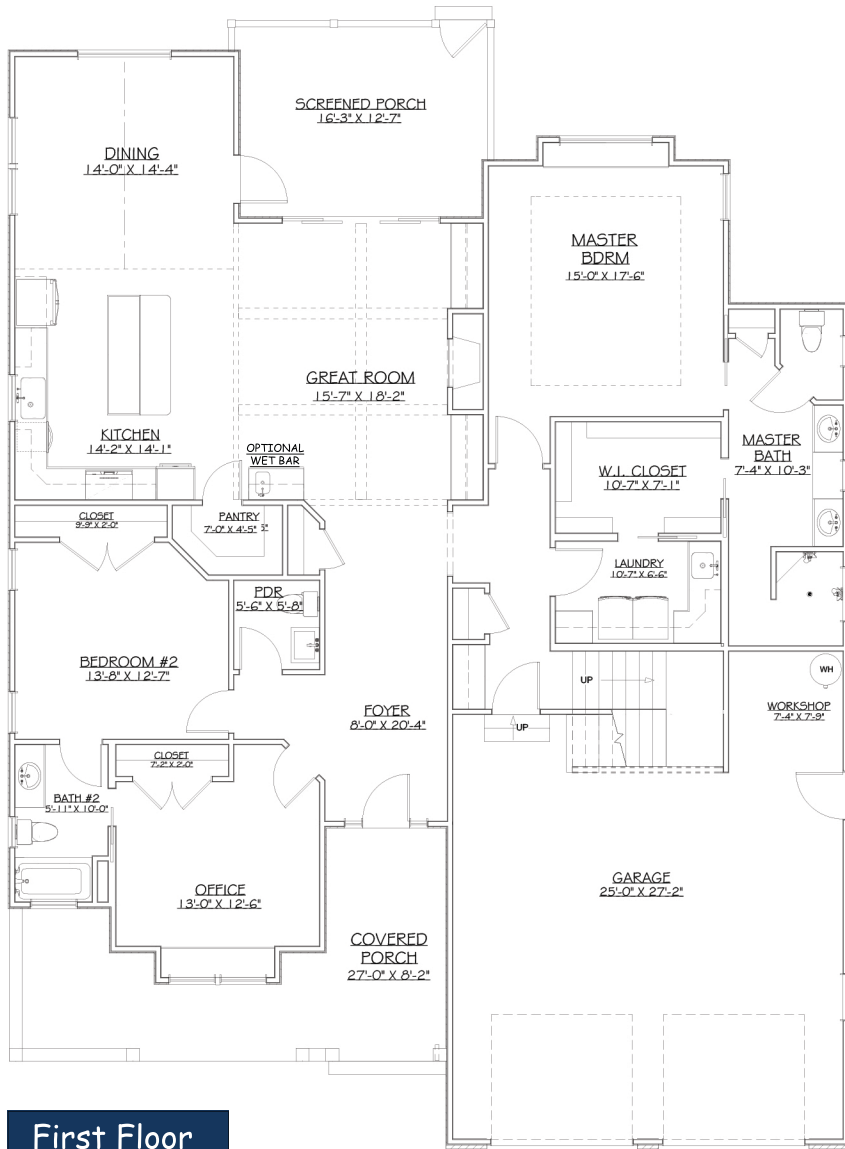 SCREENED PORCH
16'-3" X 12'-7"
DINING
14'-0" X 14'-4"
MASTER
BDRM
15'-0" X 17'-6"
GREAT ROOM
15'-7" X 18'-2"
KITCHEN
14'-2" X 14'-1"
OPTIONAL
WET BAR
MASTER
BATH
7'-4" X 10'-3"
W.I. CLOSET
10'-7" X 7'-1"
CLOSET
9'-9" X 2'-0"
PANTRY
7'-0" X 4'-5" 5"
LAUNDRY
10'-7" X 6'-6"
PDR
5'-6" X 5'-8"
BEDROOM #2
13'-8" X 12'-7"
UP
WH
FOYER
8'-0" X 20'-4"
WORKSHOP
7'-4" X 7'-9"
UP
CLOSET
7'-2" X 2'-0"
BATH #2
5'-11" X 10'-0"
OFFICE
13'-0" X 12'-6"
GARAGE
25'-0" X 27'-2"
COVERED
PORCH
27'-0" X 8'-2"
First Floor